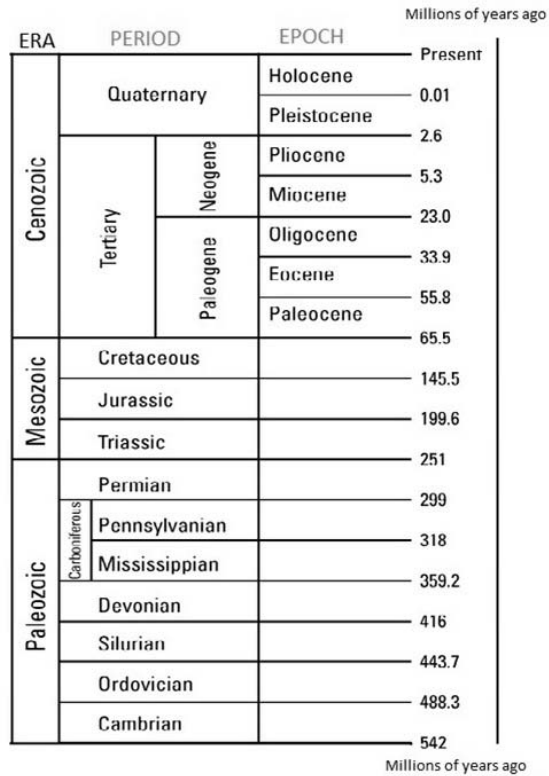 Millions of years ago
ERA PERIOD EPOCH
Present
Holocene
Quaternary 0.01
Pleistocene
2.6
Pliocene
Neogene 5.3
Miocene
Cenozoic 23.0
Tertiary Oligocene
33.9
Paleogene Eocene
55.8
Paleocene
65.5
Cretaceous
145.5
Mesozoic Jurassic
199.6
Triassic
251
Permian
299
Carboniferous Pennsylvanian
318
Mississippian
359.2
Paleozoic Devonian
416
Silurian
443.7
Ordovician
488.3
Cambrian
542
Millions of years ago